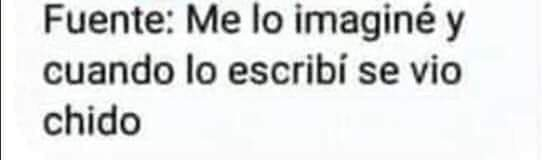 Fuente: Me lo imaginé y
cuando lo escribí se vio
chido